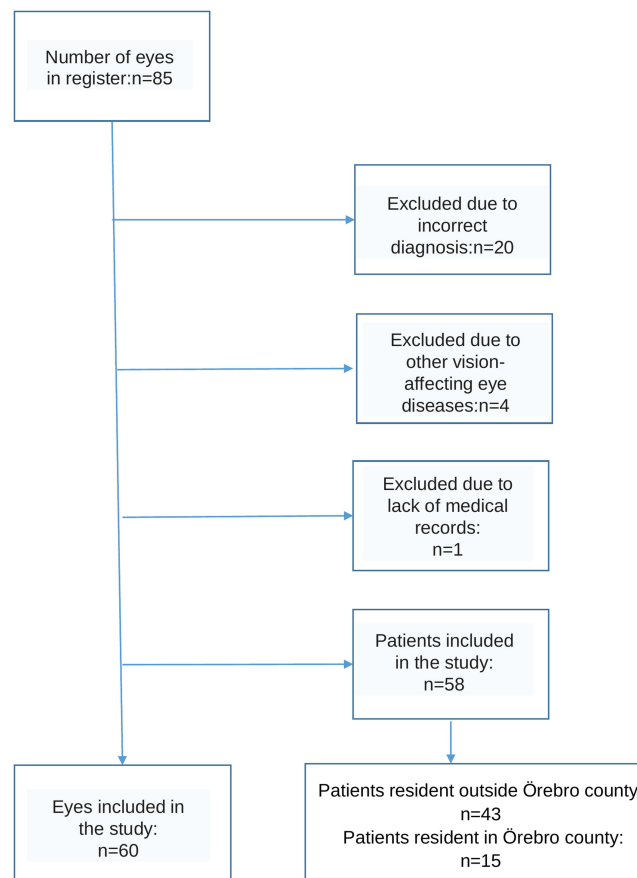 Number of eyes
in register:n=85
Excluded due to
incorrect
diagnosis:n=20
Excluded due to
other vision-
affecting eye
diseases:n=4
Excluded due to
lack of medical
records:
n=1
Patients included
in the study:
n=58
Eyes included in
the study:
n=60
Patients resident outside Örebro county
n=43
Patients resident in Örebro county:
n=15